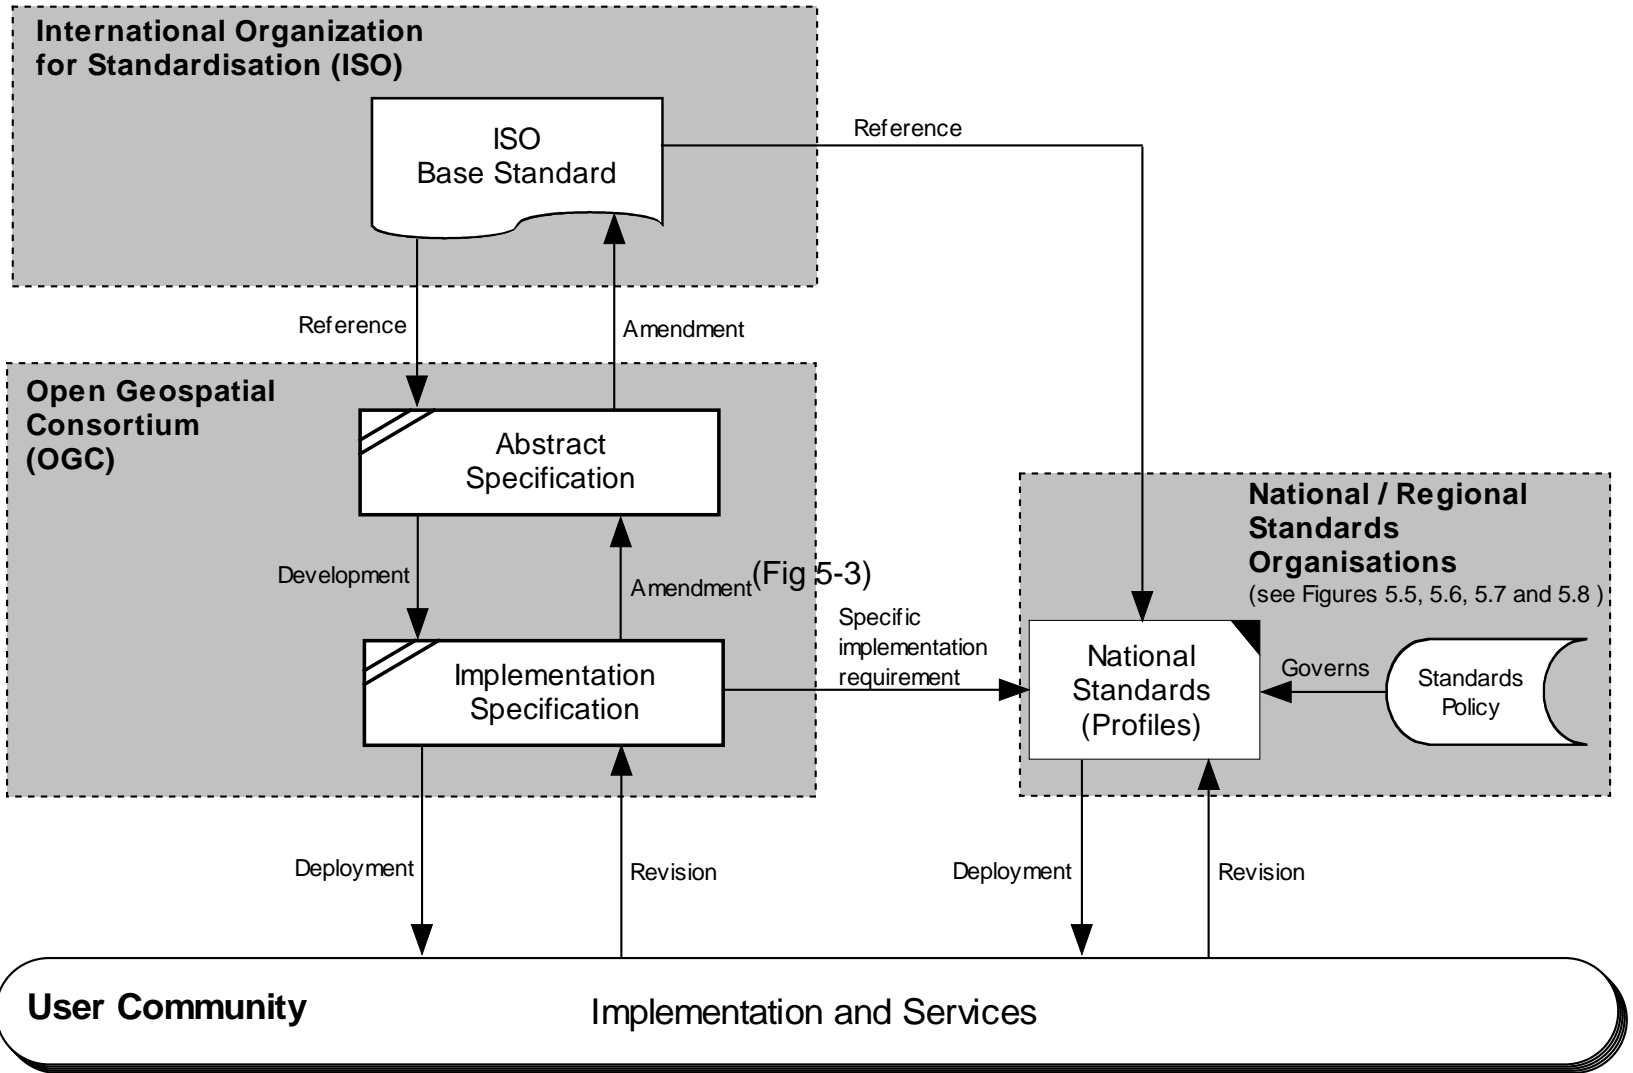 International Organization
for Standardisation (ISO)
ISO
Base Standard
Reference
Reference
Amendment
Open Geospatial
Consortium
(OGC)
Abstract
Specification
Development
Amendment
(Fig 5-3)
Implementation
Specification
Specific
implementation
requirement
National / Regional
Standards
Organisations
(see Figures 5.5, 5.6, 5.7 and 5.8 )
National
Standards
(Profiles)
Governs
Standards
Policy
Deployment
Revision
Deployment
Revision
User Community
Implementation and Services